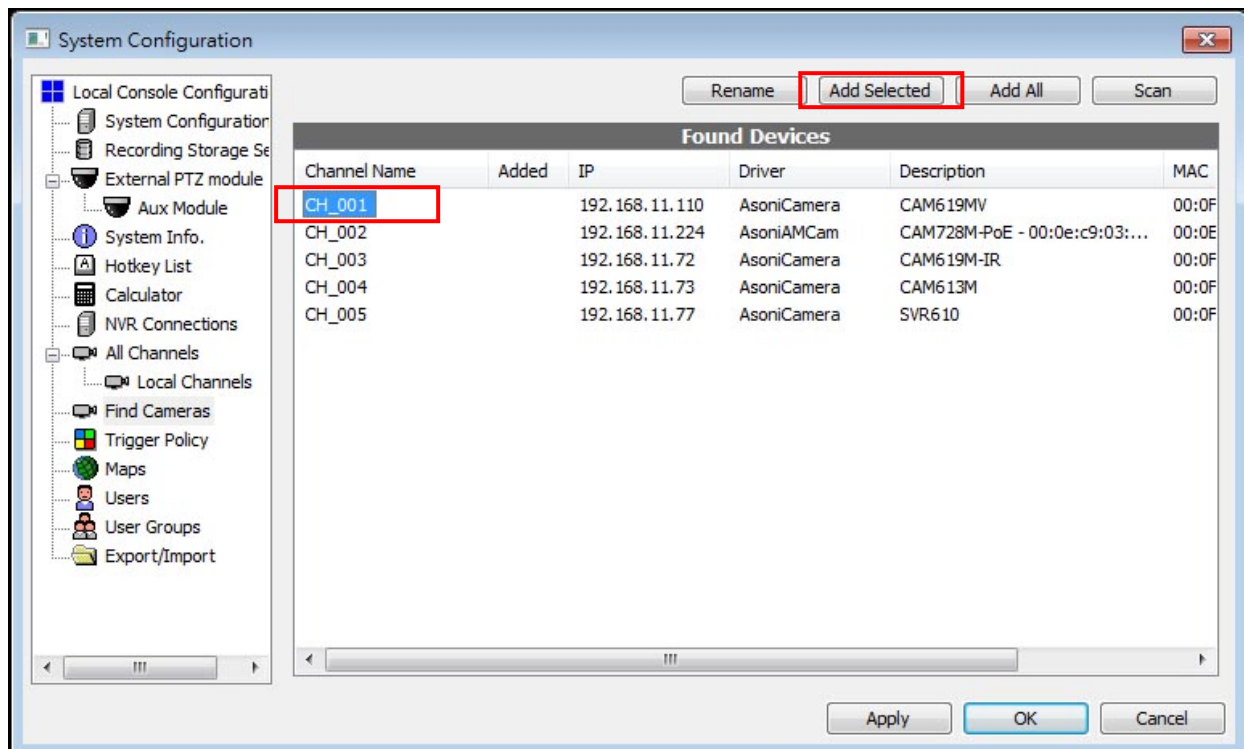 System Configuration
Local Console Configurati
System Configuration
Recording Storage Se
External PTZ module
Aux Module
System Info.
Hotkey List
Calculator
NVR Connections
All Channels
Local Channels
Find Cameras
Trigger Policy
Maps
Users
User Groups
Export/Import
Rename Add Selected Add All Scan
Found Devices
Channel Name Added IP Driver Description MAC
CH_001 192.168.11.110 AsoniCamera CAM619MV 00:0F
CH_002 192.168.11.224 AsoniAMCam CAM728M-PoE - 00:0e:c9:03:... 00:0E
CH_003 192.168.11.72 AsoniCamera CAM619M-IR 00:0F
CH_004 192.168.11.73 AsoniCamera CAM613M 00:0F
CH_005 192.168.11.77 AsoniCamera SVR610 00:0F
Apply OK Cancel